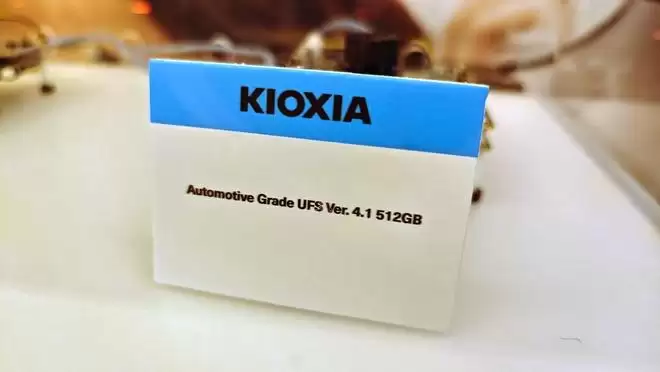 KIOXIA
Automotive Grade UFS Ver. 4.1 512GB